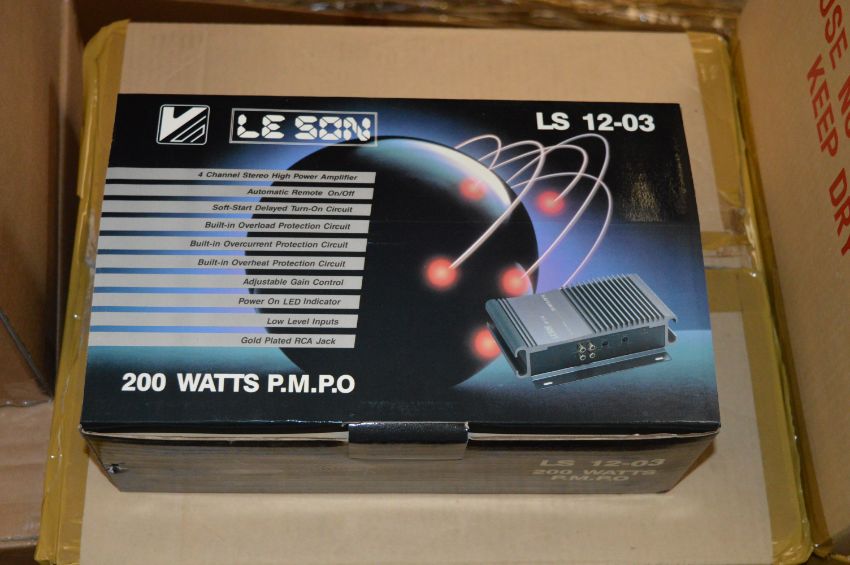 LE SON
LS 12-03
4 Channel Stereo High Power Amplifier
Automatic Remote On/Off
Soft-Start Delayed Turn-On Circuit
Built-in Overload Protection Circuit
Built-in Overcurrent Protection Circuit
Built-in Overheat Protection Circuit
Adjustable Gain Control
Power On LED Indicator
Low Level Inputs
Gold Plated RCA Jack
200 WATTS P.M.P.O
LS 12-03
200 WATTS
P.M.P.O
KEEP DRY